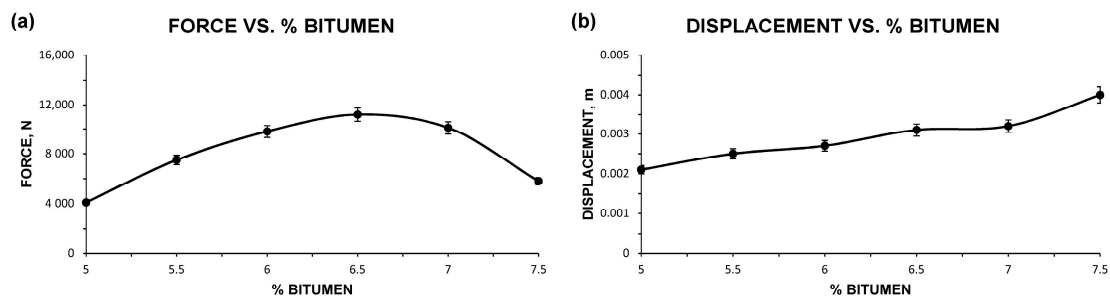 (a)
FORCE VS. % BITUMEN
16,000
12,000
8 000
4 000
0
FORCE, N
5
5.5
6
6.5
7
7.5
% BITUMEN
(b)
DISPLACEMENT VS. % BITUMEN
0.005
0.004
0.003
0.002
0.001
0
DISPLACEMENT, m
5
5.5
6
6.5
7
7.5
% BITUMEN